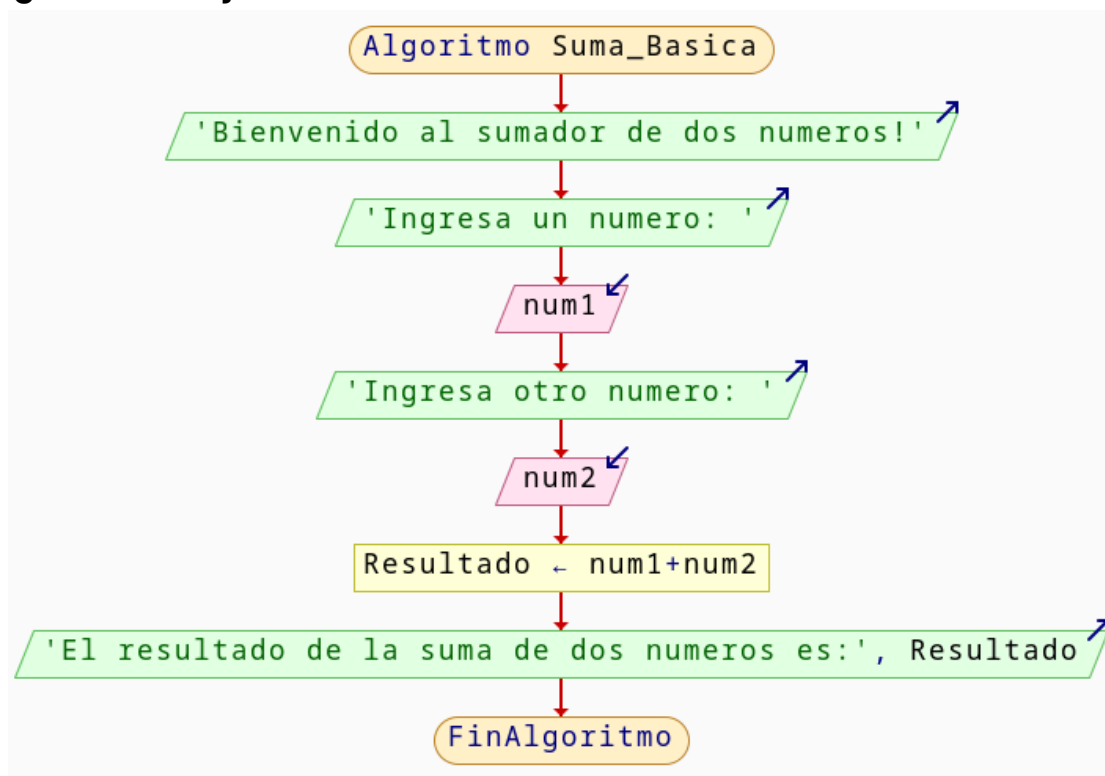 Algoritmo Suma_Basica
'Bienvenido al sumador de dos numeros!'
'Ingresa un numero: '
num1
'Ingresa otro numero: '
num2
Resultado ← num1+num2
'El resultado de la suma de dos numeros es:', Resultado
FinAlgoritmo